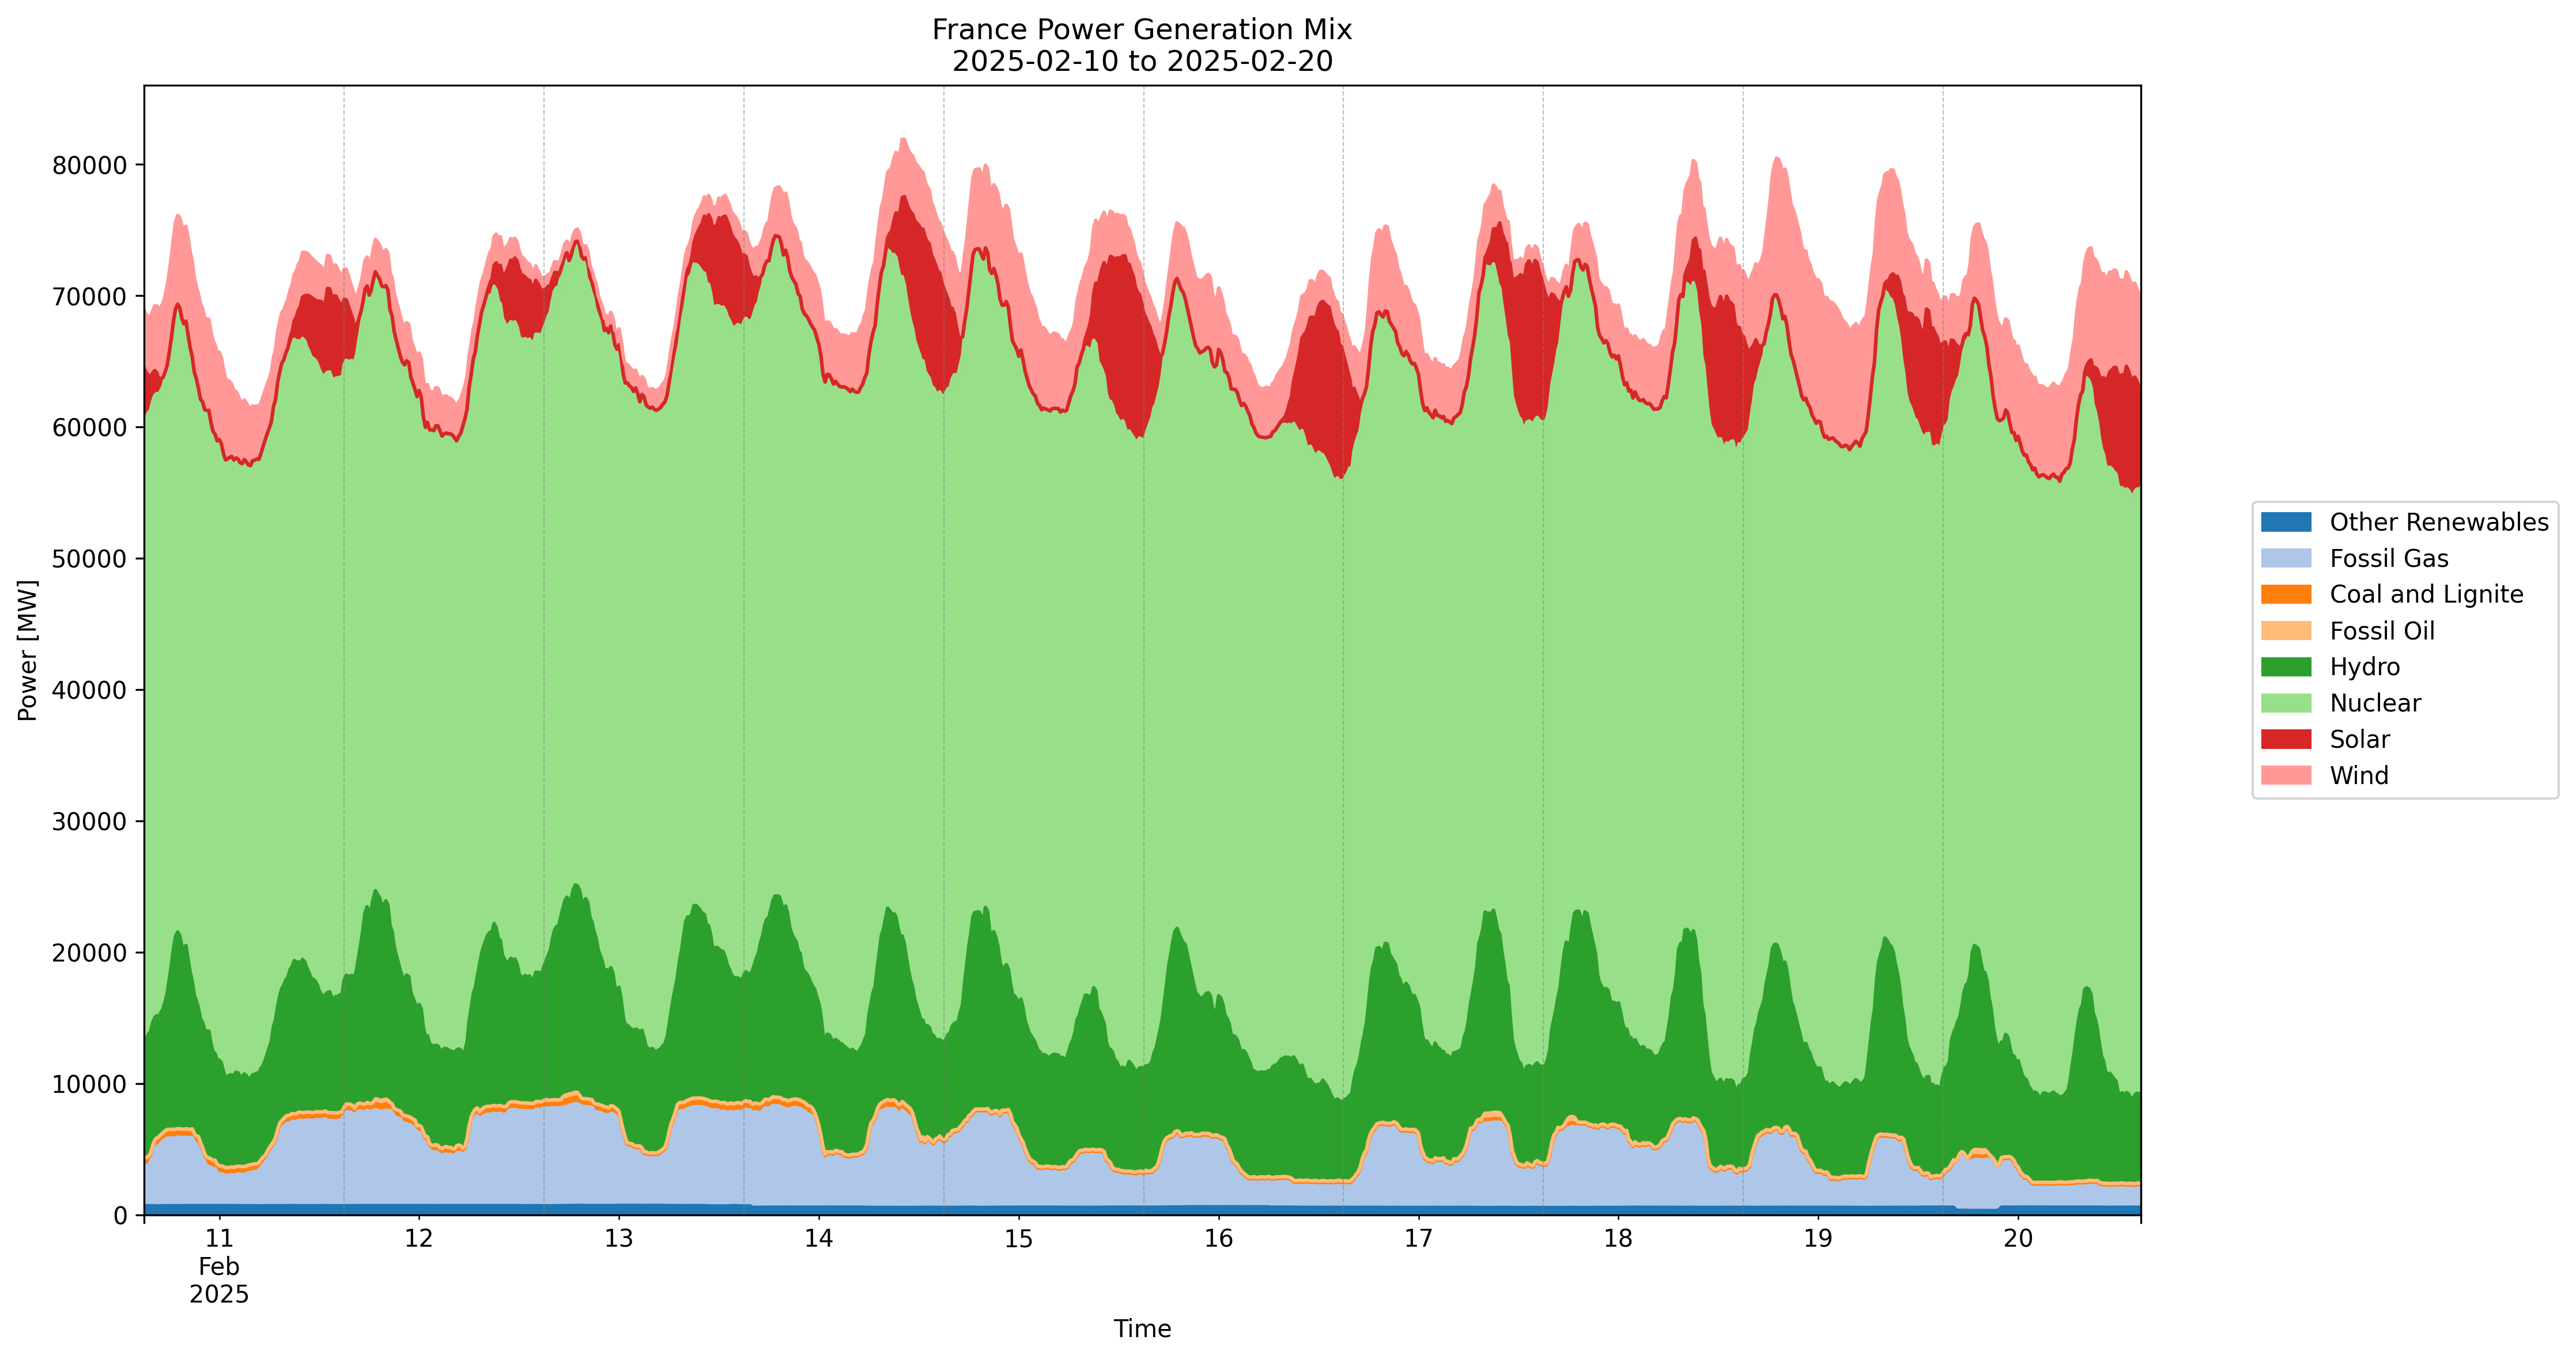 France Power Generation Mix
2025-02-10 to 2025-02-20
Power [MW]
80000
70000
60000
50000
40000
30000
20000
10000
0
11
Feb
2025
12
13
14
15
16
17
18
19
20
Time
Other Renewables
Fossil Gas
Coal and Lignite
Fossil Oil
Hydro
Nuclear
Solar
Wind